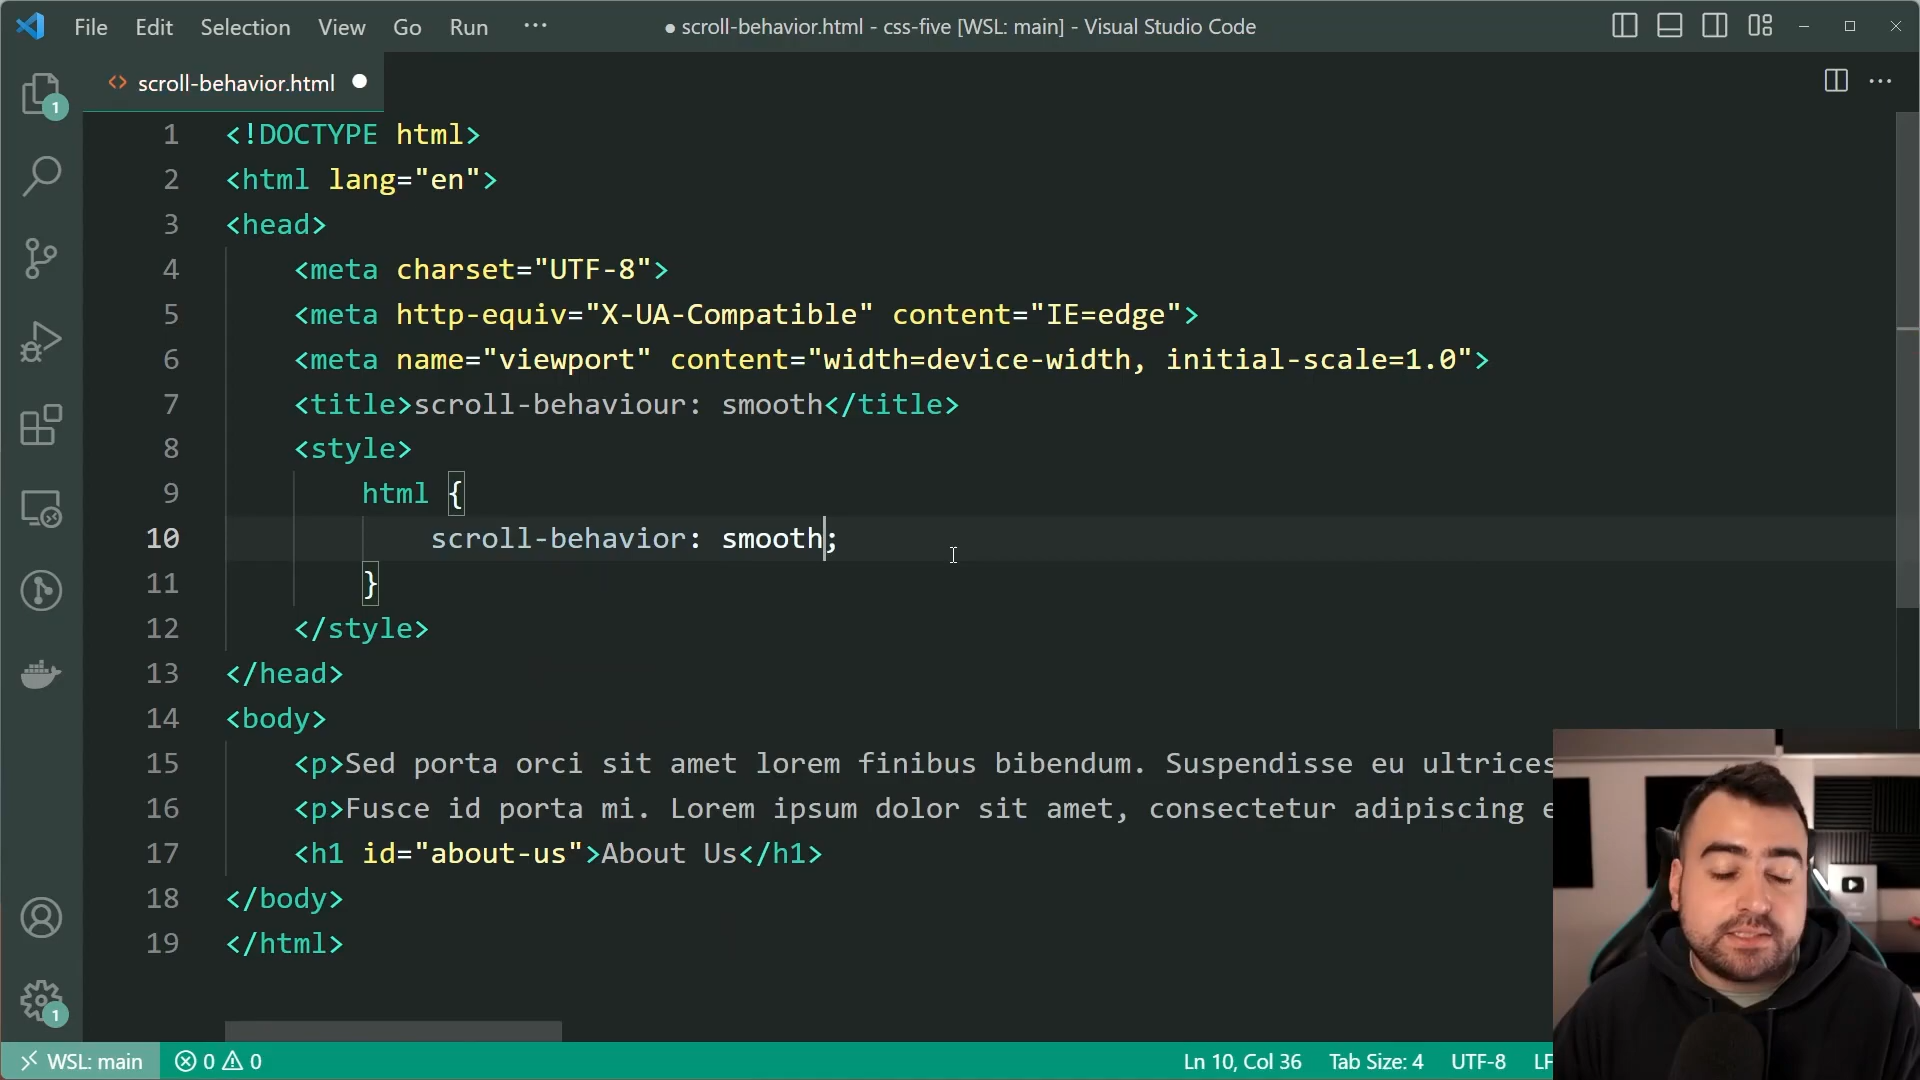 File Edit Selection View Go Run ··· ● scroll-behavior.html - css-five [WSL: main] - Visual Studio Code
<> scroll-behavior.html ●
1 <!DOCTYPE html>
2 <html lang="en">
3 <head>
4 <meta charset="UTF-8">
5 <meta http-equiv="X-UA-Compatible" content="IE=edge">
6 <meta name="viewport" content="width=device-width, initial-scale=1.0">
7 <title>scroll-behaviour: smooth</title>
8 <style>
9 html {
10 scroll-behavior: smooth;
11 }
12 </style>
13 </head>
14 <body>
15 <p>Sed porta orci sit amet lorem finibus bibendum. Suspendisse eu ultrices
16 <p>Fusce id porta mi. Lorem ipsum dolor sit amet, consectetur adipiscing e
17 <h1 id="about-us">About Us</h1>
18 </body>
19 </html>
1
1
WSL: main 0 0 Ln 10, Col 36 Tab Size: 4 UTF-8 LF